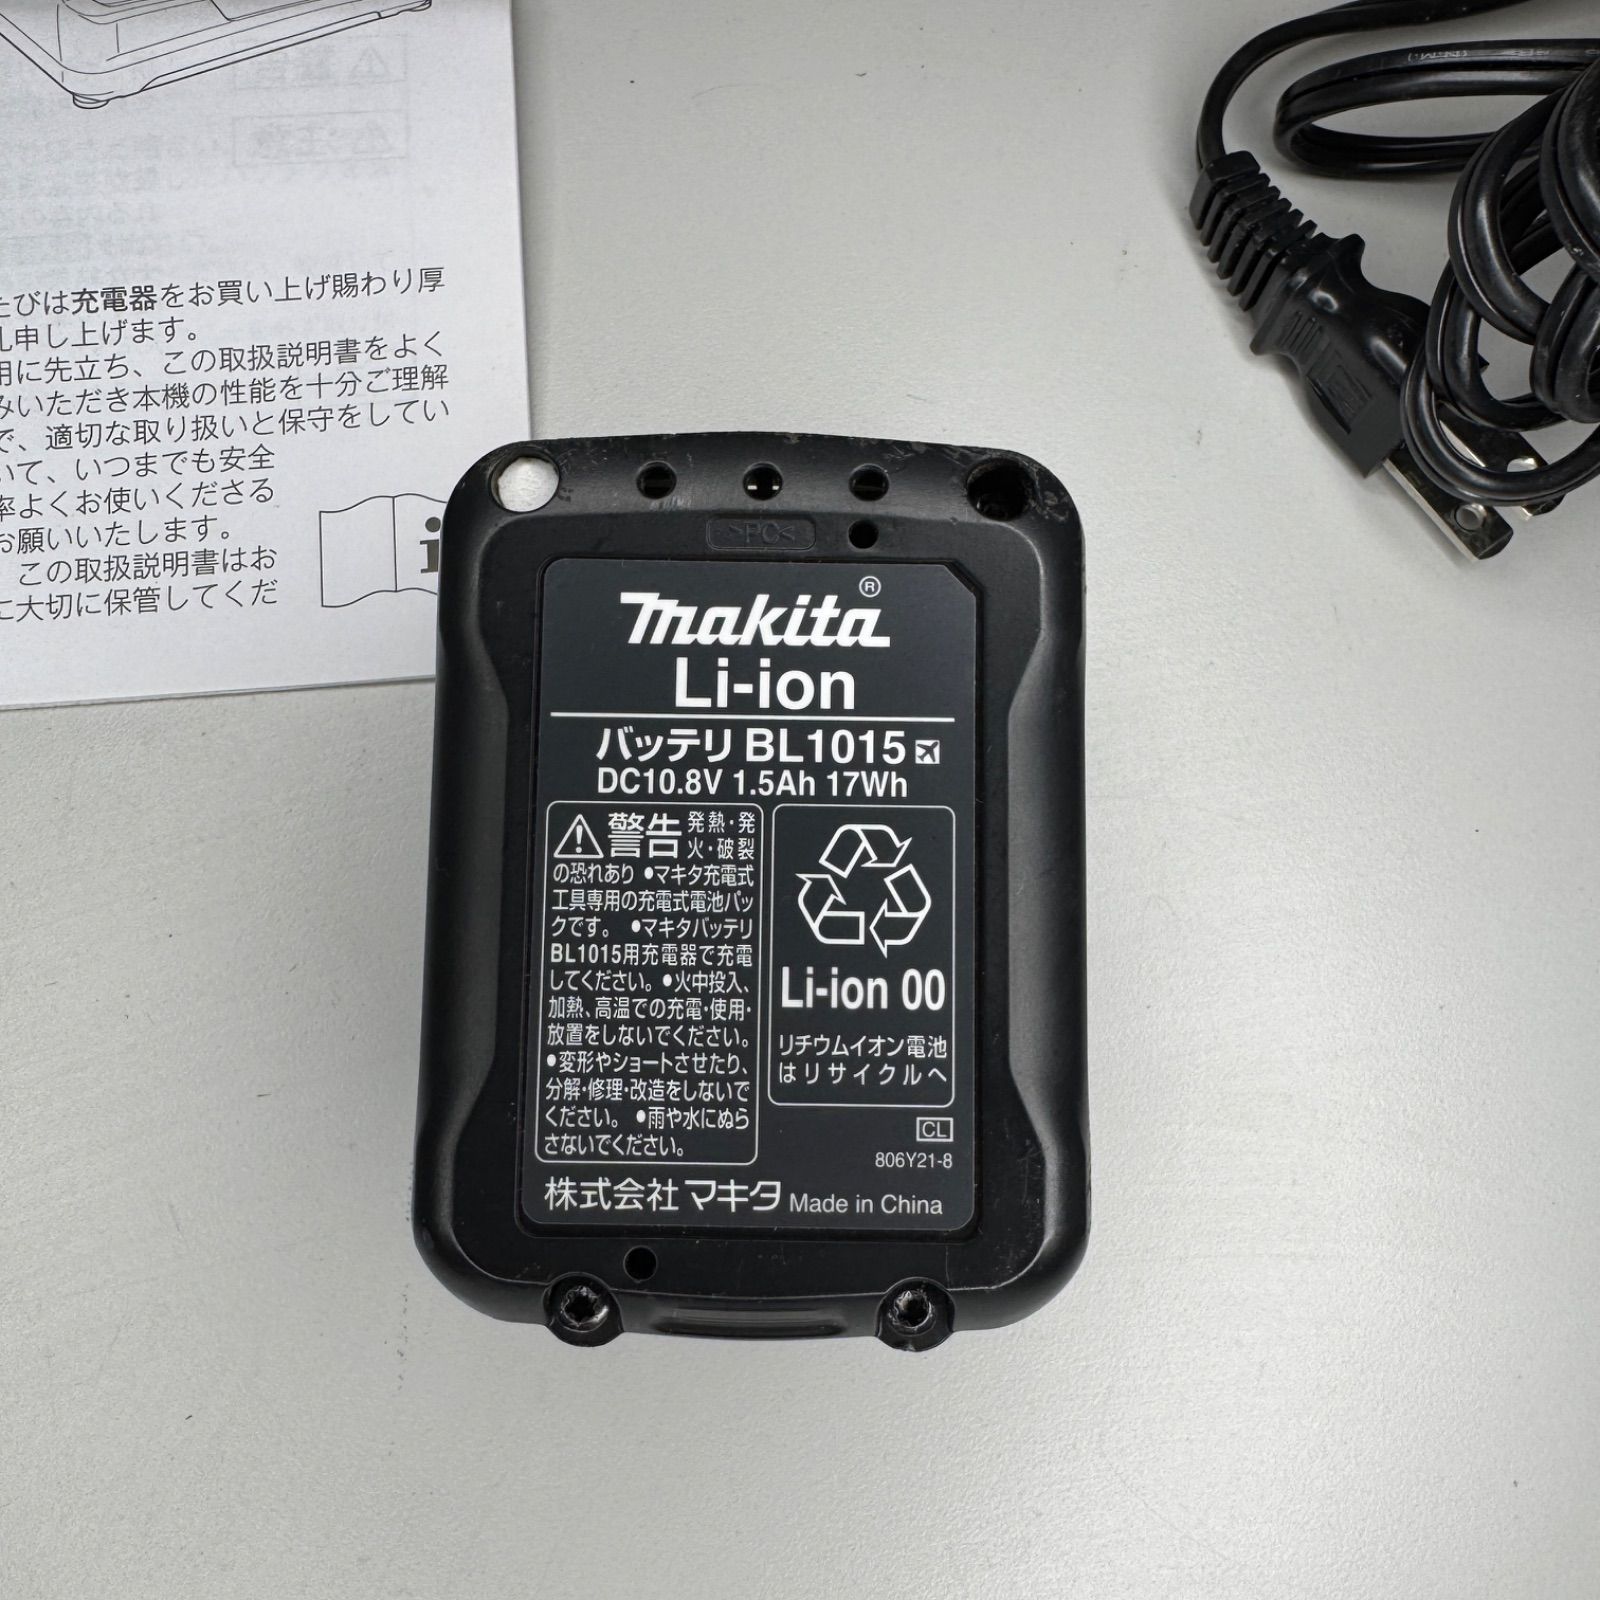 たびは充電器をお買い上げ賜わり厚
礼申し上げます。
用に先立ち、この取扱説明書をよく
みいただき本機の性能を十分ご理解
で、適切な取り扱いと保守をしてい
いて、いつまでも安全
率よくお使いくださる
お願いいたします。
、この取扱説明書はお
に大切に保管してくだ
i
>PC<
makita®
Li-ion
バッテリ BL1015
DC10.8V 1.5Ah 17Wh
警告 発熱・発
火・破裂
の恐れあり ●マキタ充電式
工具専用の充電式電池パッ
クです。 ●マキタバッテリ
BL1015用充電器で充電
してください。●火中投入、
加熱、高温での充電・使用・
放置をしないでください。
●変形やショートさせたり、
分解・修理・改造をしないで
ください。 ●雨や水にぬら
さないでください。
Li-ion 00
リチウムイオン電池
はリサイクルへ
CL
806Y21-8
株式会社 マキタ Made in China